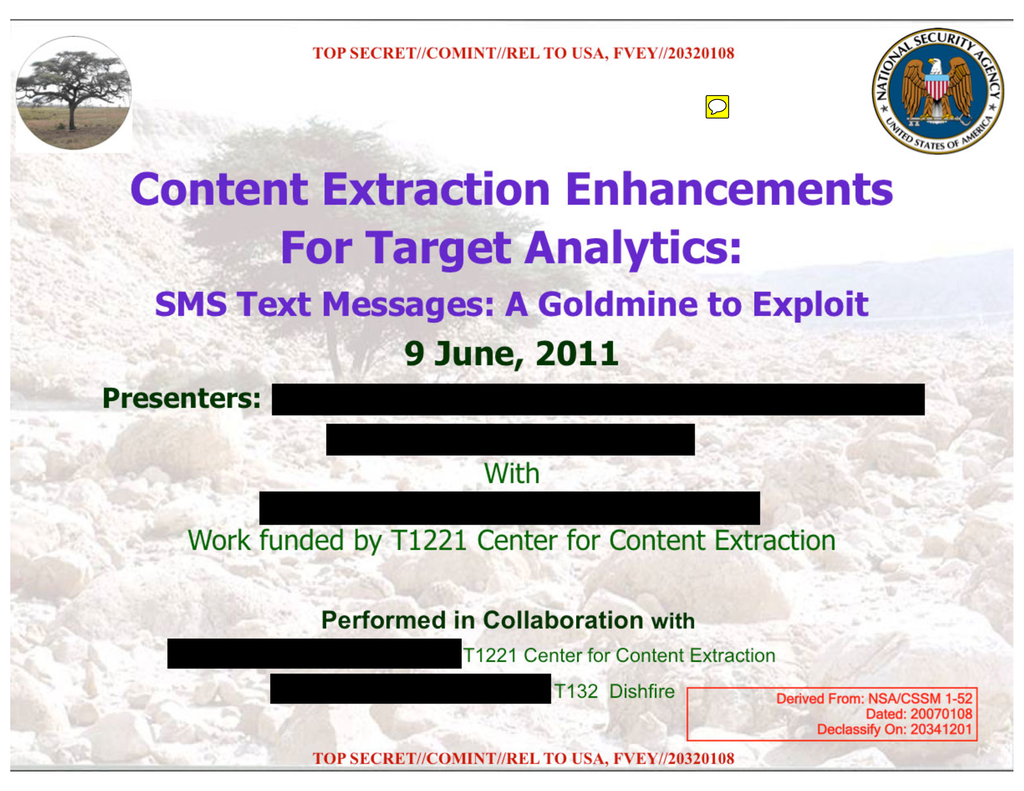 TOP SECRET//COMINT//REL TO USA, FVEY//20320108
NATIONAL SECURITY AGENCY
UNITED STATES OF AMERICA
Content Extraction Enhancements
For Target Analytics:
SMS Text Messages: A Goldmine to Exploit
9 June, 2011
Presenters:
With
Work funded by T1221 Center for Content Extraction
Performed in Collaboration with
T1221 Center for Content Extraction
T132 Dishfire
Derived From: NSA/CSSM 1-52
Dated: 20070108
Declassify On: 20341201
TOP SECRET//COMINT//REL TO USA, FVEY//20320108